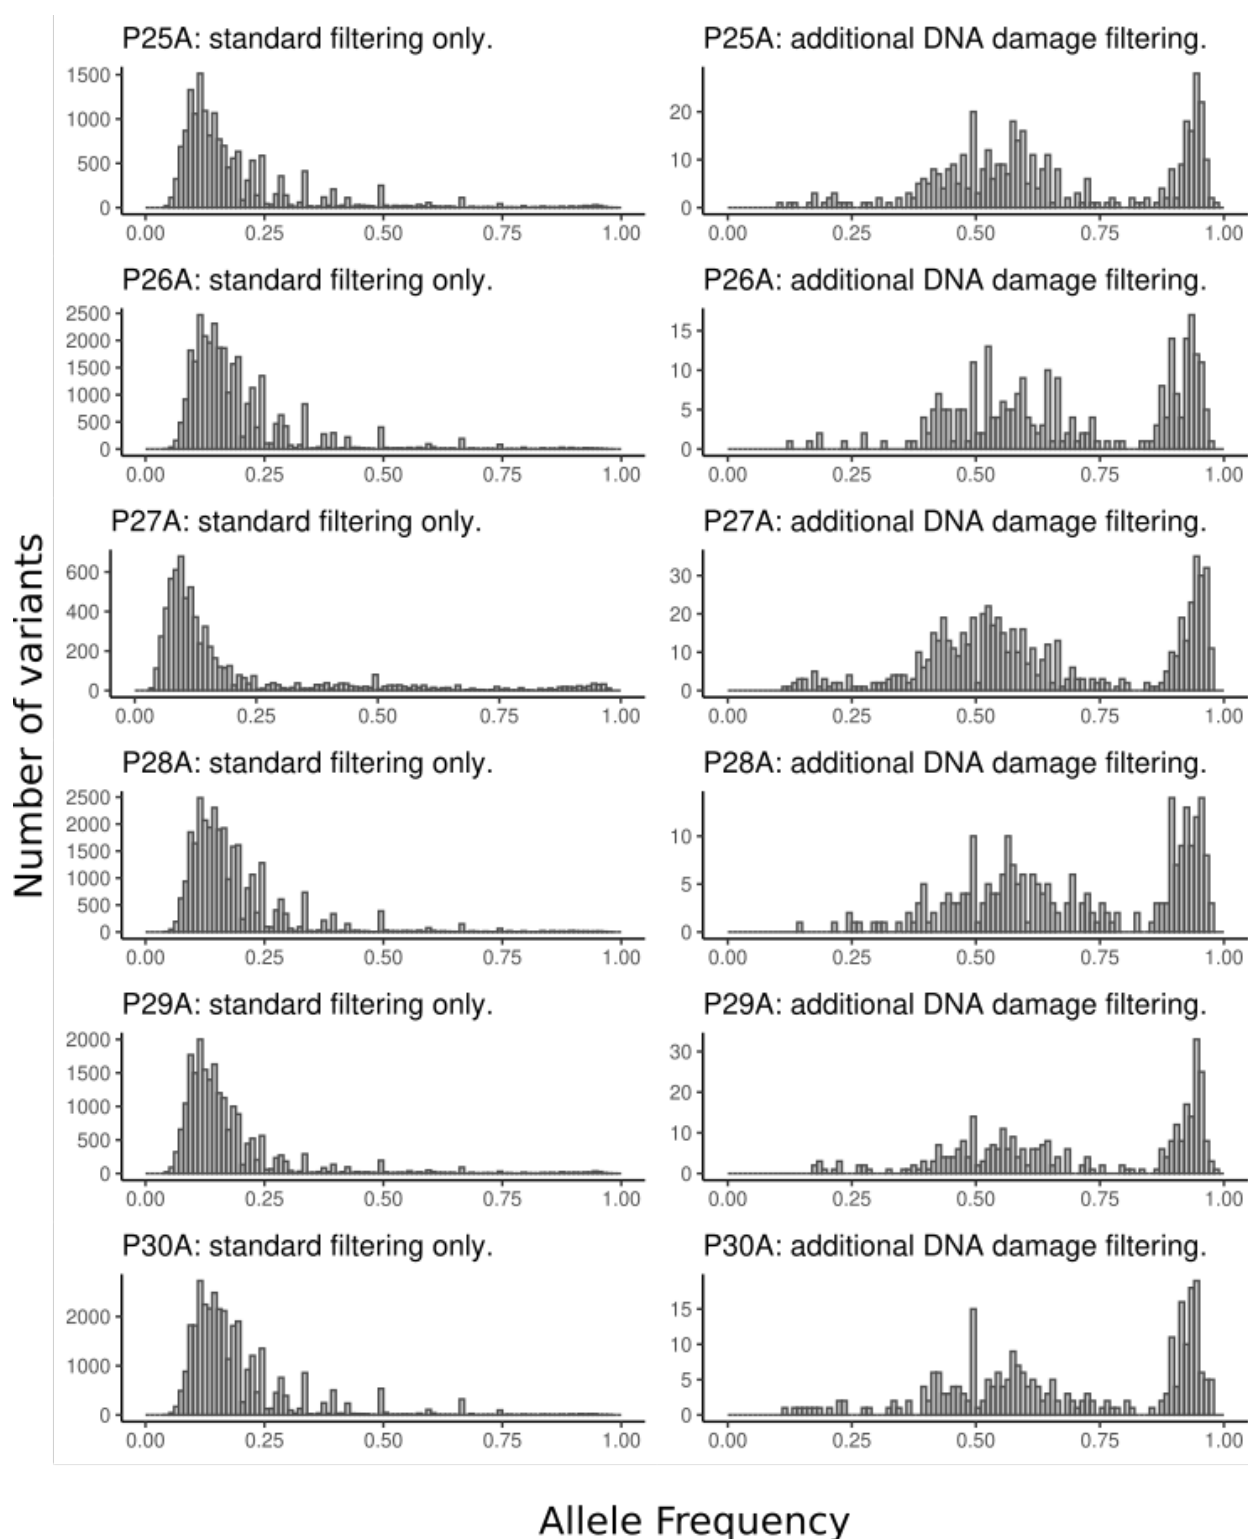 P25A: standard filtering only.
1500
1000
500
0
0.00 0.25 0.50 0.75 1.00
P25A: additional DNA damage filtering.
20
10
0
0.00 0.25 0.50 0.75 1.00
P26A: standard filtering only.
2500
2000
1500
1000
500
0
0.00 0.25 0.50 0.75 1.00
P26A: additional DNA damage filtering.
15
10
5
0
0.00 0.25 0.50 0.75 1.00
P27A: standard filtering only.
600
400
200
0
0.00 0.25 0.50 0.75 1.00
P27A: additional DNA damage filtering.
30
20
10
0
0.00 0.25 0.50 0.75 1.00
P28A: standard filtering only.
2500
2000
1500
1000
500
0
0.00 0.25 0.50 0.75 1.00
P28A: additional DNA damage filtering.
10
5
0
0.00 0.25 0.50 0.75 1.00
P29A: standard filtering only.
2000
1500
1000
500
0
0.00 0.25 0.50 0.75 1.00
P29A: additional DNA damage filtering.
30
20
10
0
0.00 0.25 0.50 0.75 1.00
P30A: standard filtering only.
2000
1000
0
0.00 0.25 0.50 0.75 1.00
P30A: additional DNA damage filtering.
15
10
5
0
0.00 0.25 0.50 0.75 1.00
Number of variants
Allele Frequency